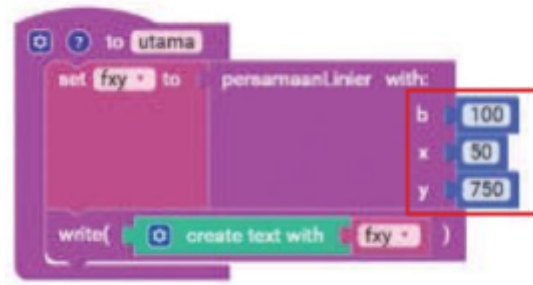 ? to utama
set fxy to persamaanLinier with:
b 100
x 50
y 750
write( create text with fxy )